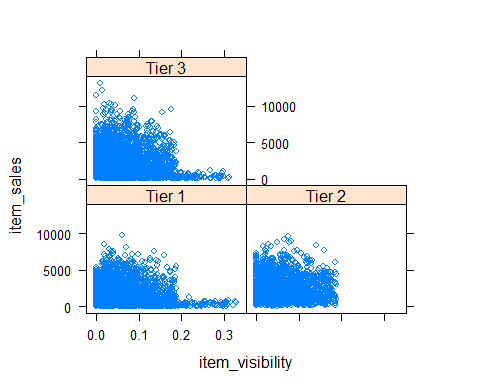 Tier 3
10000
5000
0
item_sales
Tier 1
Tier 2
10000
5000
0
0.0 0.1 0.2 0.3
item_visibility